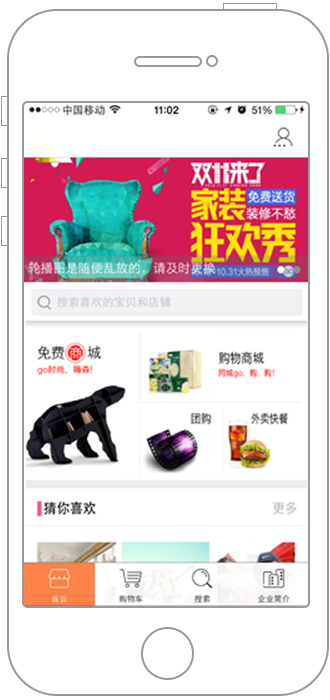 中国移动 11:02 51%
双11来了
家装 免费送货
装修不愁
狂欢秀
轮播图是随便乱放的，请及时更换
10.31火热预售
搜索喜欢的宝贝和店铺
免费商城
go时尚、嗨森!
购物商城
同城go、购、购!
团购
外卖快餐
猜你喜欢
更多
首页
购物车
搜索
企业简介